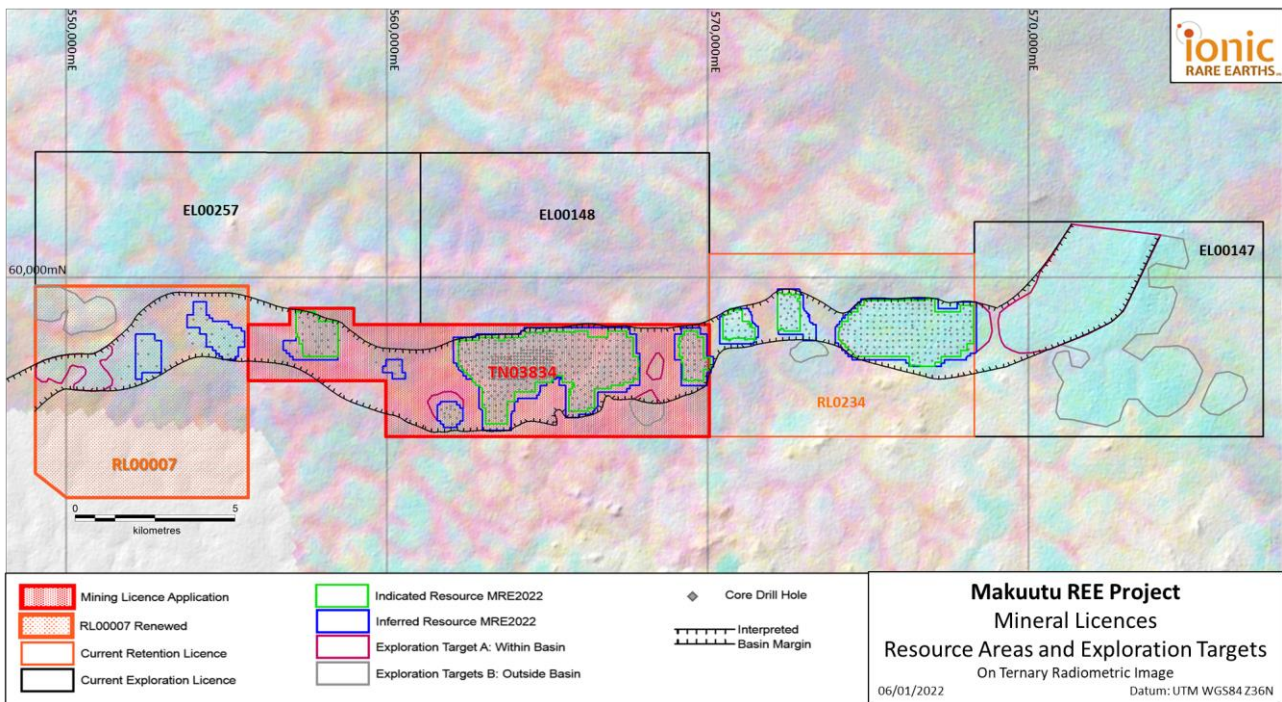 550,000mE
560,000mE
570,000mE
570,000mE
ionic
RARE EARTHS
EL00257
EL00148
EL00147
60,000mN
TN03834
RL0234
RL00007
0 5
kilometres
Mining Licence Application
RL00007 Renewed
Current Retention Licence
Current Exploration Licence
Indicated Resource MRE2022
Inferred Resource MRE2022
Exploration Target A: Within Basin
Exploration Targets B: Outside Basin
Core Drill Hole
Interpreted
Basin Margin
Makuutu REE Project
Mineral Licences
Resource Areas and Exploration Targets
On Ternary Radiometric Image
06/01/2022 Datum: UTM WGS84 Z36N